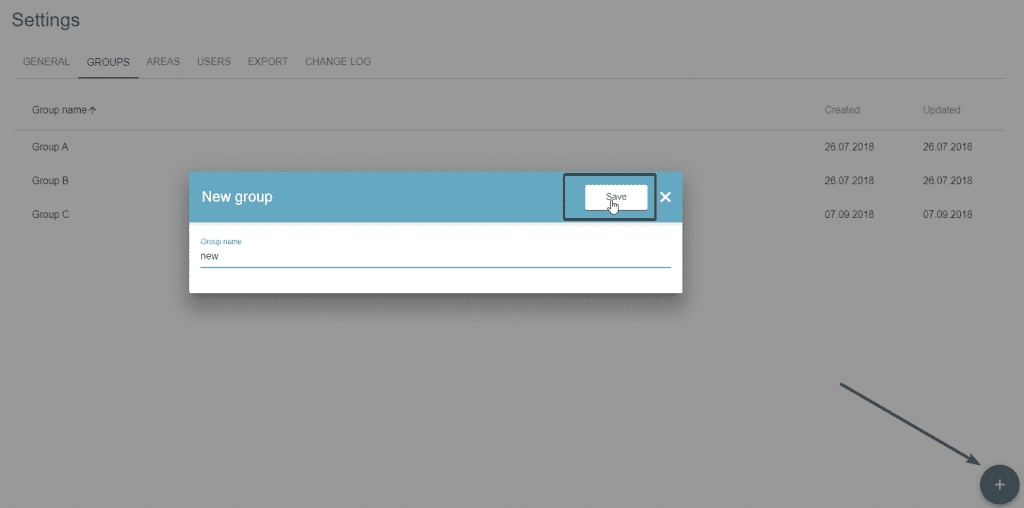 Settings
GENERAL GROUPS AREAS USERS EXPORT CHANGE LOG
Group name Created Updated
Group A 26.07.2018 26.07.2018
Group B 26.07.2018 26.07.2018
Group C 07.09.2018 07.09.2018
New group Save
Group name
new